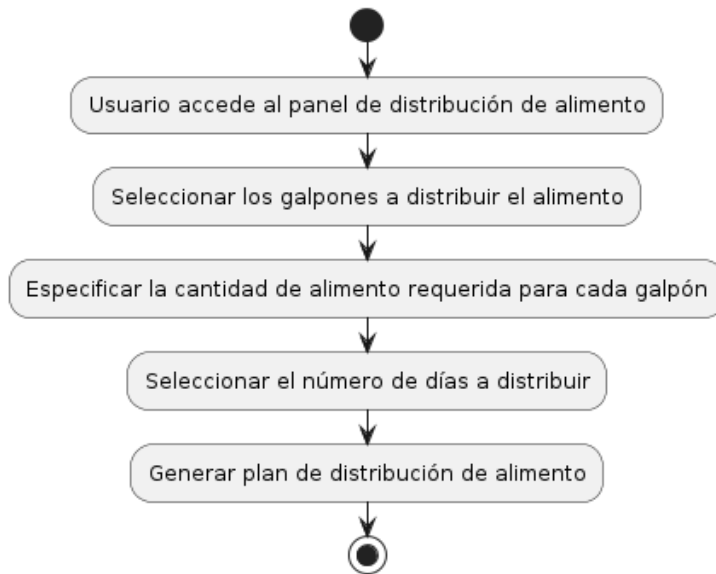 Usuario accede al panel de distribución de alimento
Seleccionar los galpones a distribuir el alimento
Especificar la cantidad de alimento requerida para cada galpón
Seleccionar el número de días a distribuir
Generar plan de distribución de alimento